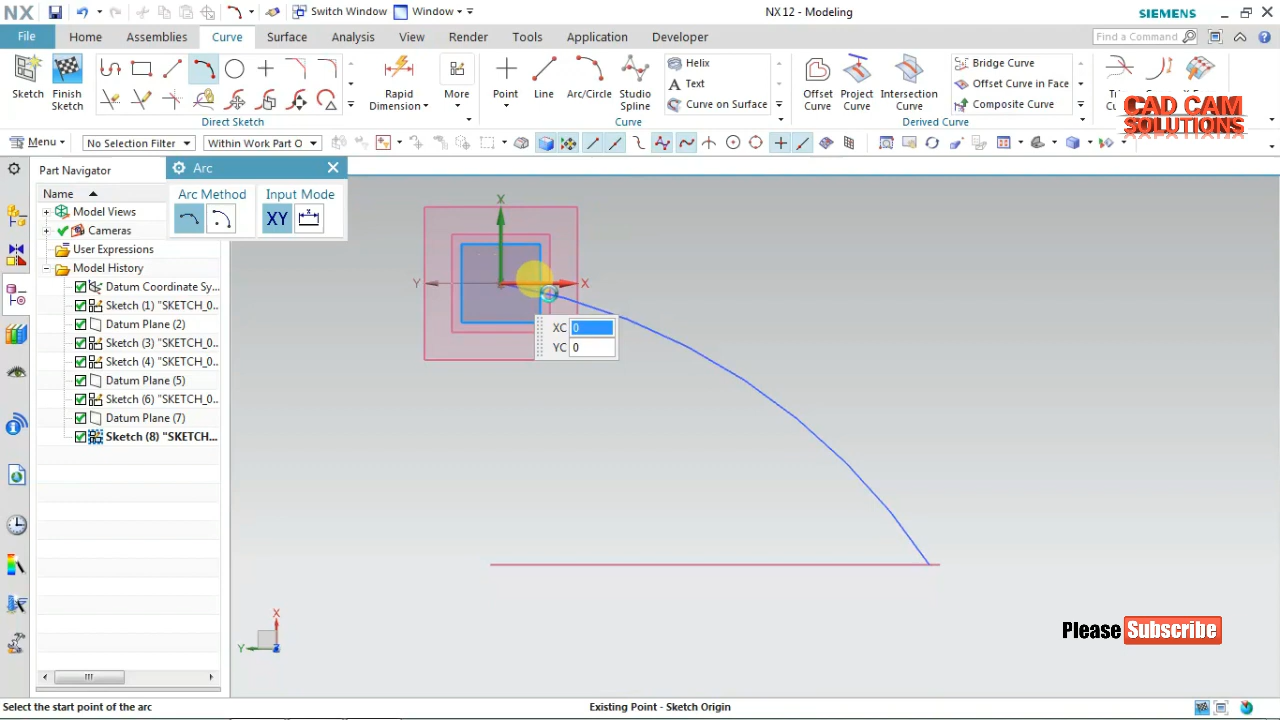 NX
Switch Window
Window
NX 12 - Modeling
SIEMENS
File
Home
Assemblies
Curve
Surface
Analysis
View
Render
Tools
Application
Developer
Find a Command
Sketch
Finish Sketch
Direct Sketch
Rapid Dimension
More
Point
Line
Arc/Circle
Studio Spline
Helix
Text
Curve on Surface
Curve
Offset Curve
Project Curve
Intersection Curve
Bridge Curve
Offset Curve in Face
Composite Curve
Derived Curve
CAD CAM
SOLUTIONS
Menu
No Selection Filter
Within Work Part O
Part Navigator
Name
Model Views
Cameras
User Expressions
Model History
Datum Coordinate Sy...
Sketch (1) "SKETCH_0...
Datum Plane (2)
Sketch (3) "SKETCH_0...
Sketch (4) "SKETCH_0...
Datum Plane (5)
Sketch (6) "SKETCH_0...
Datum Plane (7)
Sketch (8) "SKETCH...
Arc
Arc Method
Input Mode
XY
X
Y
X
XC 0
YC 0
X
Y
Please Subscribe
Select the start point of the arc
Existing Point - Sketch Origin